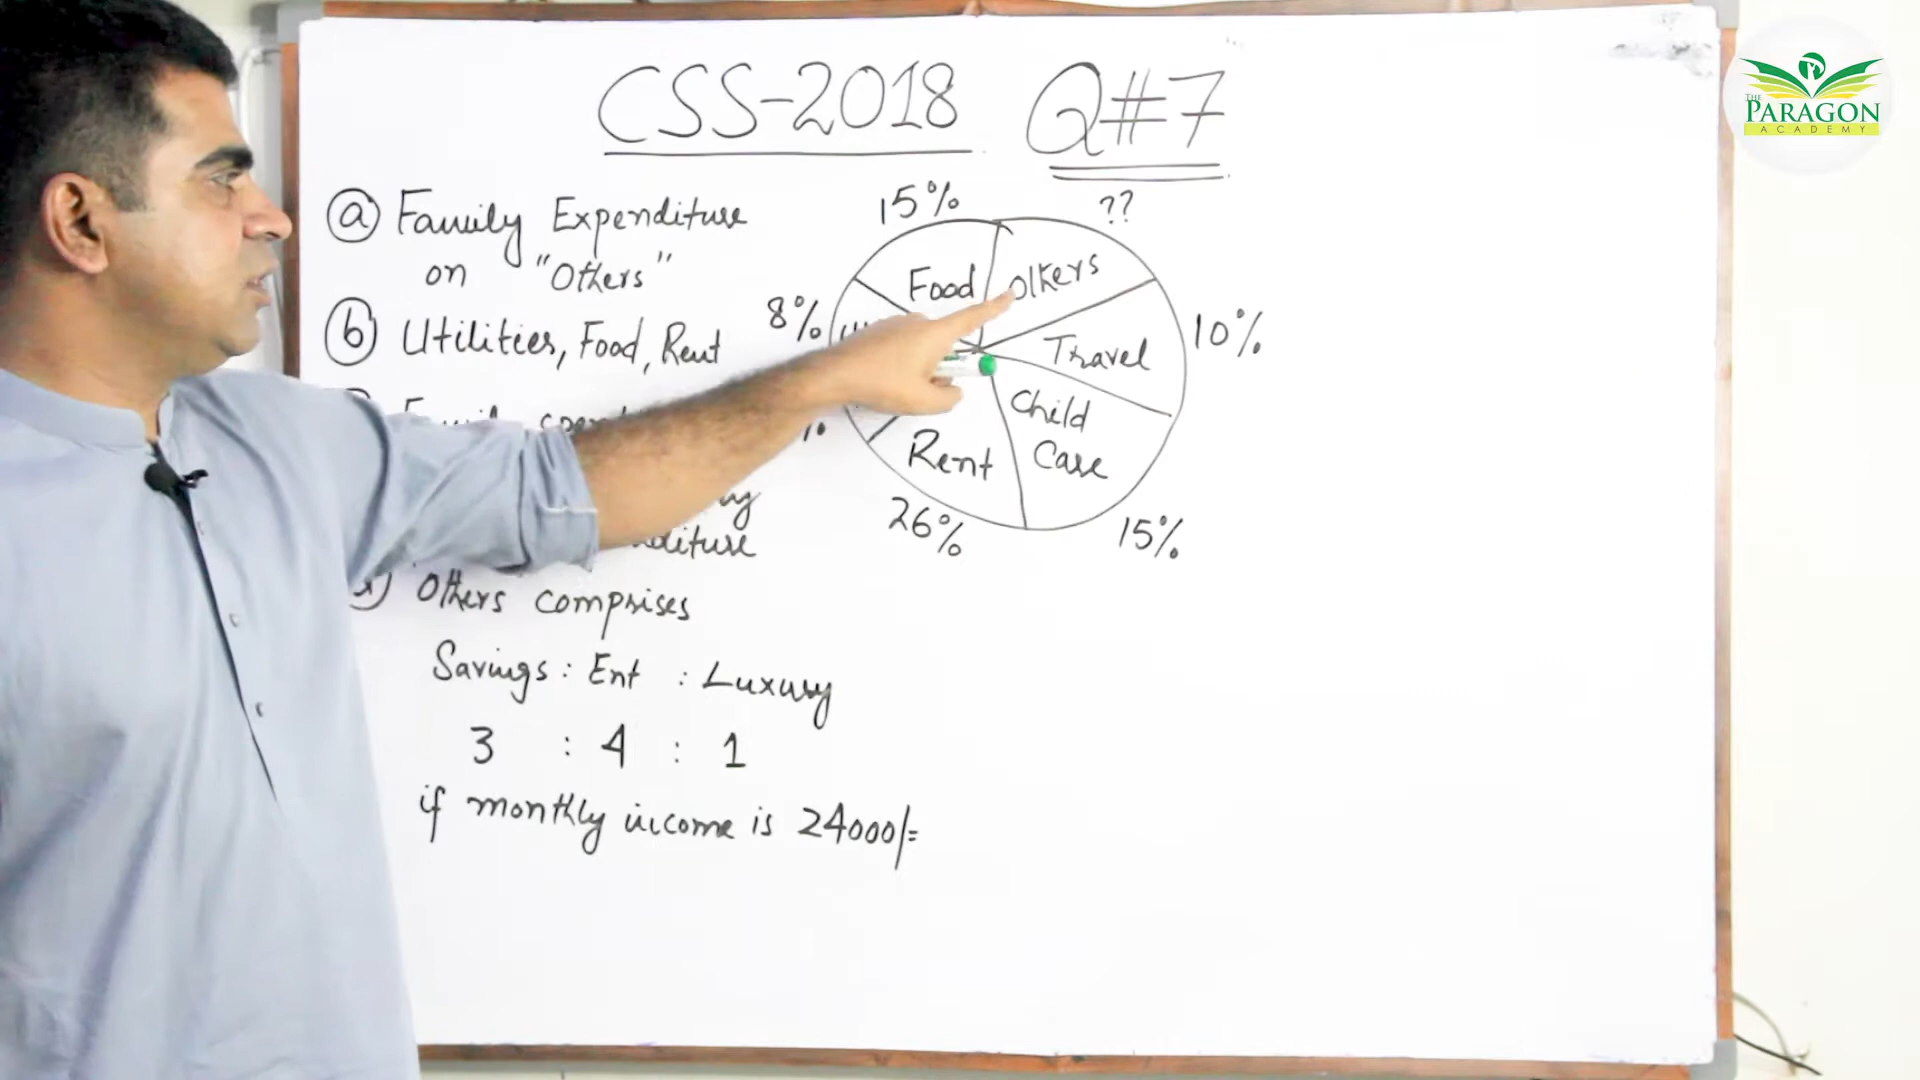 CSS-2018 Q#7
THE
PARAGON
ACADEMY
(a) Family Expenditure
on "Others"
(b) Utilities, Food, Rent
15%
??
Food
Others
8%
10%
Travel
Child
Care
Rent
26%
15%
%
Others comprises
Savings : Ent : Luxury
3 : 4 : 1
if monthly income is 24000/=